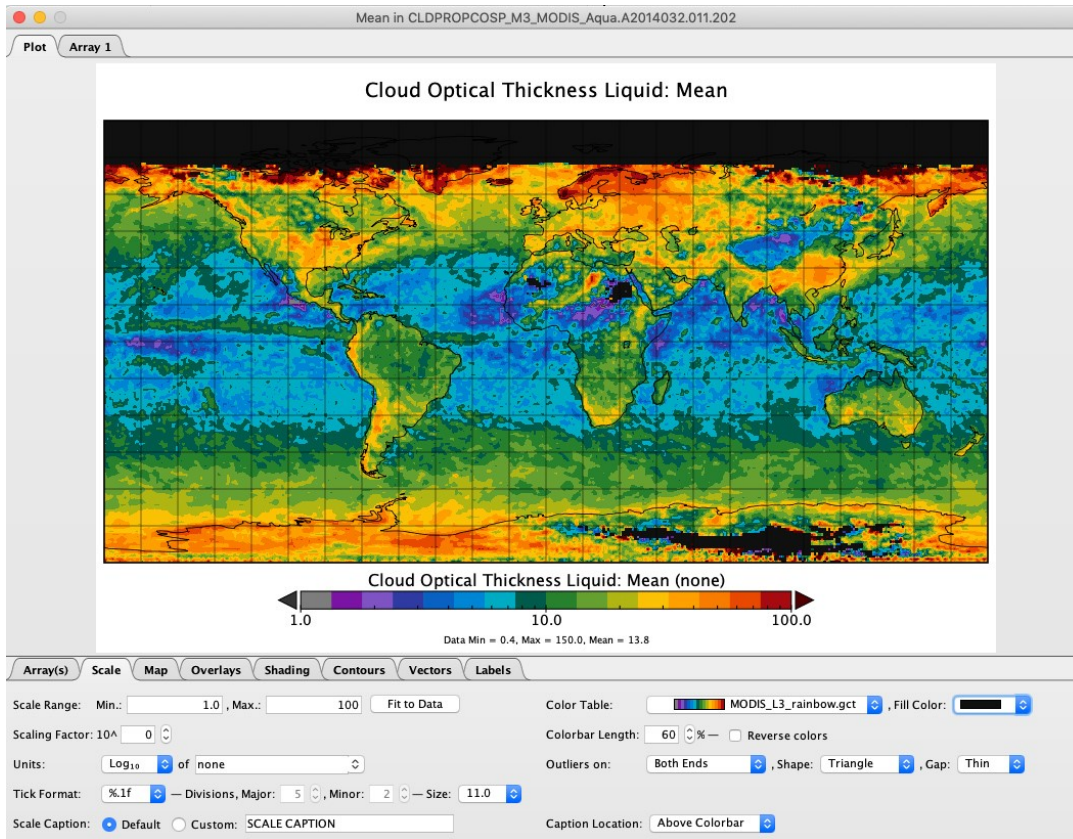 Mean in CLDPROPCOSP_M3_MODIS_Aqua.A2014032.011.202
Plot Array 1
Cloud Optical Thickness Liquid: Mean
Cloud Optical Thickness Liquid: Mean (none)
1.0 10.0 100.0
Data Min = 0.4, Max = 150.0, Mean = 13.8
Array(s) Scale Map Overlays Shading Contours Vectors Labels
Scale Range: Min.: 1.0 , Max.: 100 Fit to Data Color Table: MODIS_L3_rainbow.gct , Fill Color:
Scaling Factor: 10^ 0 Colorbar Length: 60 % — Reverse colors
Units: Log₁₀ of none Outliers on: Both Ends , Shape: Triangle , Gap: Thin
Tick Format: %.1f — Divisions, Major: 5 , Minor: 2 — Size: 11.0
Scale Caption: Default Custom: SCALE CAPTION Caption Location: Above Colorbar